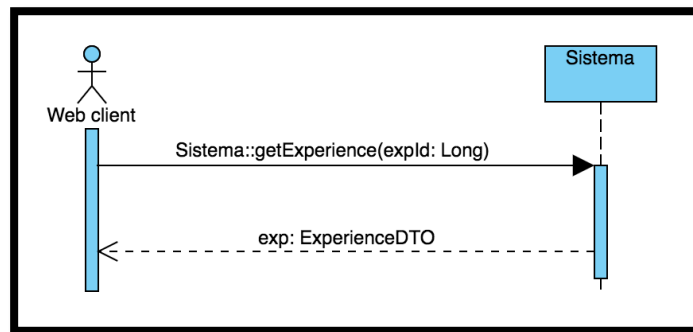 Sistema
Web client
Sistema::getExperience(expId: Long)
exp: ExperienceDTO